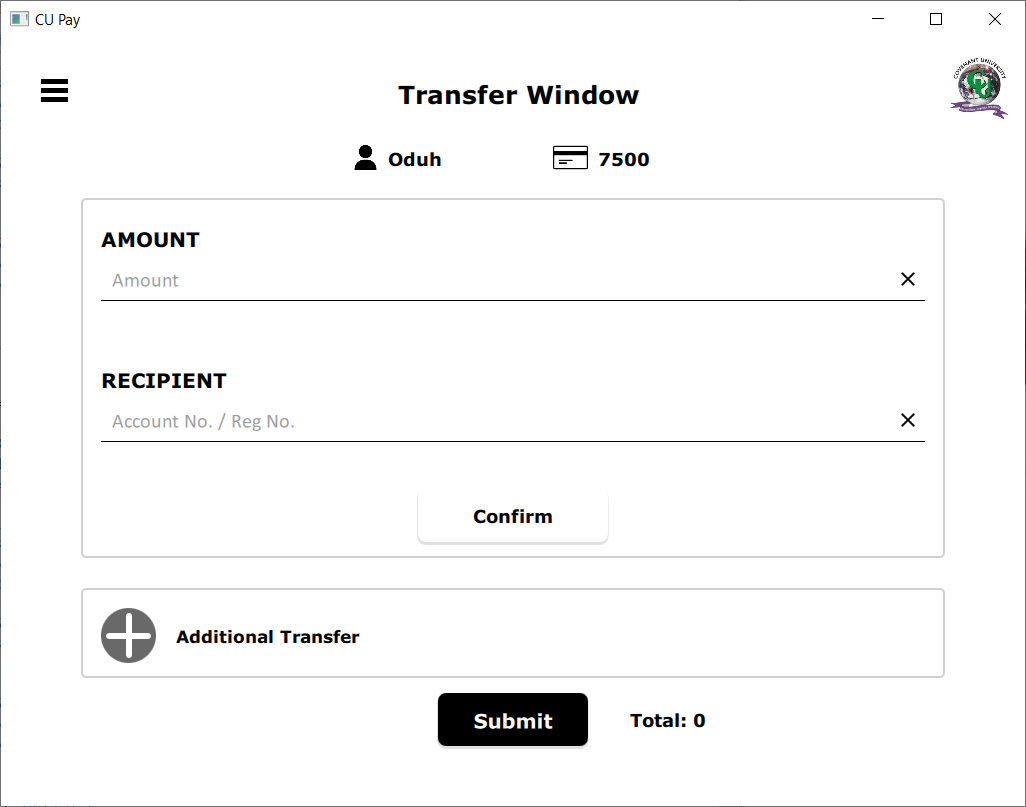 CU Pay
COVENANT UNIVERSITY
Transfer Window
Oduh
7500
AMOUNT
Amount
RECIPIENT
Account No. / Reg No.
Confirm
Additional Transfer
Submit
Total: 0